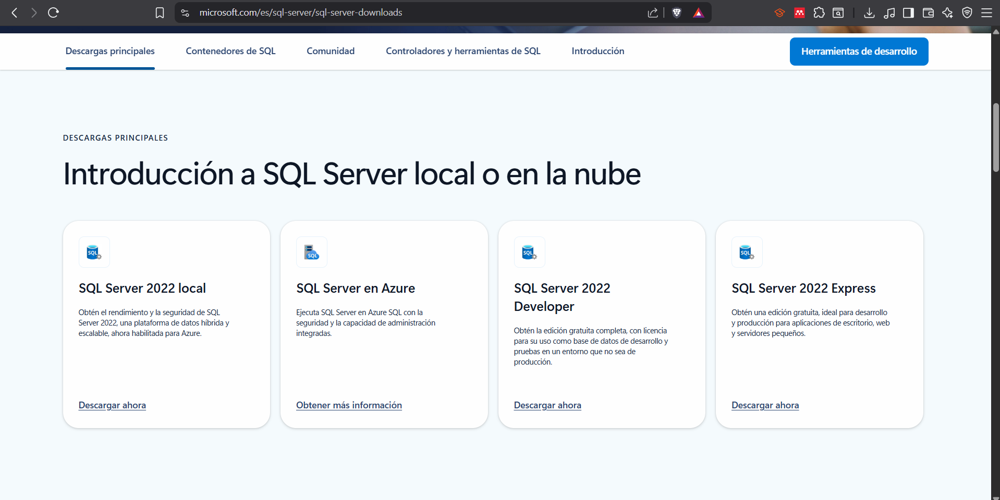 microsoft.com/es/sql-server/sql-server-downloads
Descargas principales
Contenedores de SQL
Comunidad
Controladores y herramientas de SQL
Introducción
Herramientas de desarrollo
DESCARGAS PRINCIPALES
Introducción a SQL Server local o en la nube
SQL
SQL Server 2022 local
Obtén el rendimiento y la seguridad de SQL
Server 2022, una plataforma de datos híbrida y
escalable, ahora habilitada para Azure.
Descargar ahora
SQL
SQL Server en Azure
Ejecuta SQL Server en Azure SQL con la
seguridad y la capacidad de administración
integradas.
Obtener más información
SQL
SQL Server 2022
Developer
Obtén la edición gratuita completa, con licencia
para su uso como base de datos de desarrollo y
pruebas en un entorno que no sea de
producción.
Descargar ahora
SQL
SQL Server 2022 Express
Obtén una edición gratuita, ideal para desarrollo
y producción para aplicaciones de escritorio, web
y servidores pequeños.
Descargar ahora